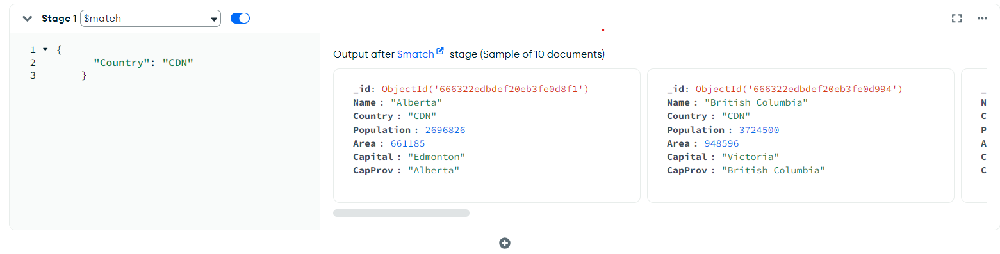 Stage 1 $match
1 {
2 "Country": "CDN"
3 }
Output after $match stage (Sample of 10 documents)
_id: ObjectId('666322edbdef20eb3fe0d8f1')
Name : "Alberta"
Country : "CDN"
Population : 2696826
Area : 661185
Capital : "Edmonton"
CapProv : "Alberta"
_id: ObjectId('666322edbdef20eb3fe0d994')
Name : "British Columbia"
Country : "CDN"
Population : 3724500
Area : 948596
Capital : "Victoria"
CapProv : "British Columbia"
_
N
C
P
A
C
C